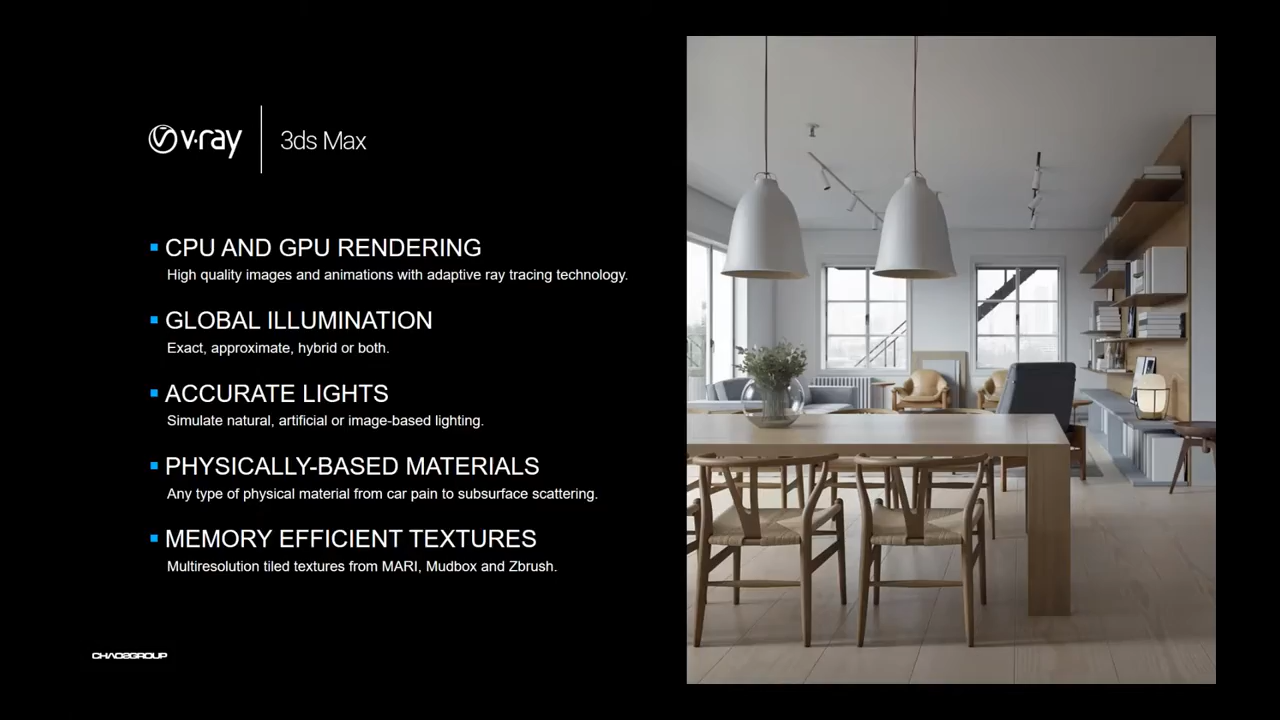 v·ray | 3ds Max
CPU AND GPU RENDERING
High quality images and animations with adaptive ray tracing technology.
GLOBAL ILLUMINATION
Exact, approximate, hybrid or both.
ACCURATE LIGHTS
Simulate natural, artificial or image-based lighting.
PHYSICALLY-BASED MATERIALS
Any type of physical material from car pain to subsurface scattering.
MEMORY EFFICIENT TEXTURES
Multiresolution tiled textures from MARI, Mudbox and Zbrush.
CHAOSGROUP